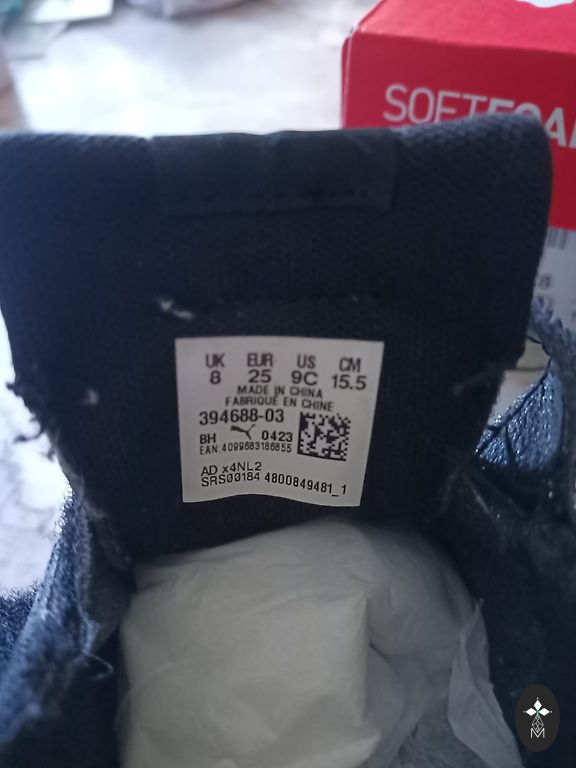 SOFTFOA
UK EUR US CM
8 25 9C 15.5
MADE IN CHINA
FABRIQUÉ EN CHINE
394688-03
BH 0423
EAN:4099683186855
AD x4NL2
SRS00184 4800849481_1
M